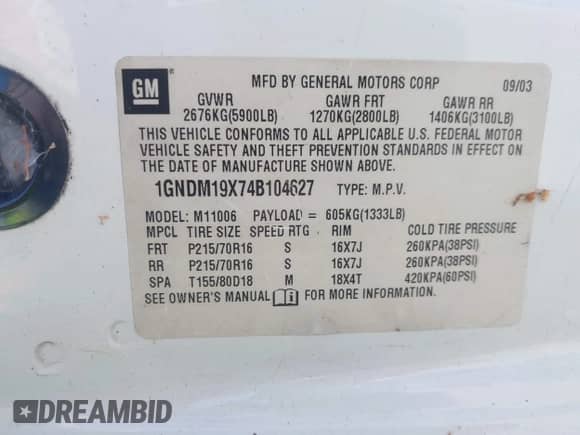 GM ® MFD BY GENERAL MOTORS CORP 09/03
GVWR GAWR FRT GAWR RR
2676KG(5900LB) 1270KG(2800LB) 1406KG(3100LB)
THIS VEHICLE CONFORMS TO ALL APPLICABLE U.S. FEDERAL MOTOR
VEHICLE SAFETY AND THEFT PREVENTION STANDARDS IN EFFECT ON
THE DATE OF MANUFACTURE SHOWN ABOVE.
1GNDM19X74B104627 TYPE: M.P.V.
MODEL: M11006 PAYLOAD = 605KG(1333LB)
MPCL TIRE SIZE SPEED RTG RIM COLD TIRE PRESSURE
FRT P215/70R16 S 16X7J 260KPA(38PSI)
RR P215/70R16 S 16X7J 260KPA(38PSI)
SPA T155/80D18 M 18X4T 420KPA(60PSI)
SEE OWNER'S MANUAL i FOR MORE INFORMATION.
DREAMBID